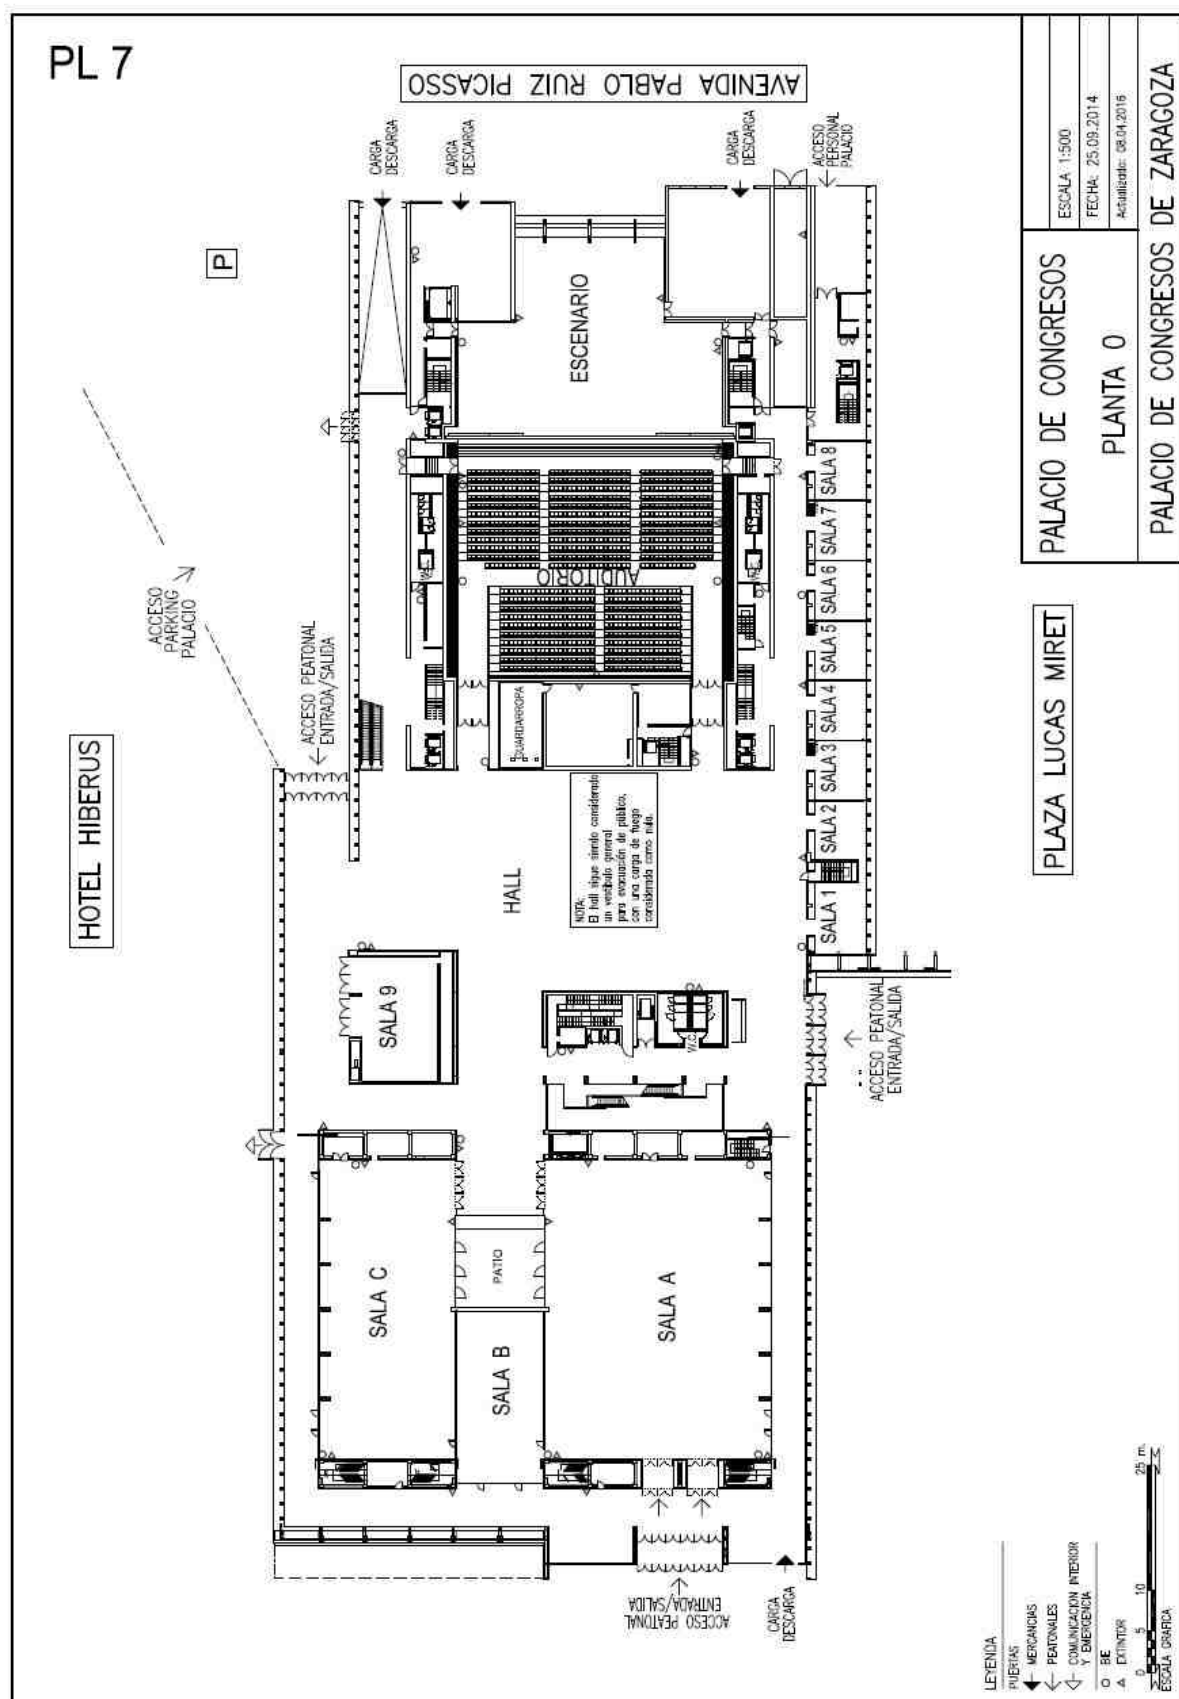 PL 7
AVENIDA PABLO RUIZ PICASSO
CARGA
DESCARGA
CARGA
DESCARGA
CARGA
DESCARGA
ACCESO
PERSONAL
PALACIO
P
ESCENARIO
ACCESO
PARKING
PALACIO
ACCESO PEATONAL
ENTRADA/SALIDA
HOTEL HIBERUS
AUDITORIO
GUARDARROPA
SALA 8
SALA 7
SALA 6
SALA 5
SALA 4
SALA 3
SALA 2
SALA 1
HALL
NOTA:
El hall sigue siendo considerado
un vestíbulo general
para evacuación de público,
con una carga de fuego
considerada como nula.
SALA 9
W.C.
ACCESO PEATONAL
ENTRADA/SALIDA
SALA C
PATIO
SALA B
SALA A
ACCESO PEATONAL
ENTRADA/SALIDA
CARGA
DESCARGA
PLAZA LUCAS MIRET
PALACIO DE CONGRESOS
PLANTA 0
ESCALA 1:500
FECHA: 25.09.2014
Actualizado: 08.04.2016
PALACIO DE CONGRESOS DE ZARAGOZA
LEYENDA
PUERTAS
MERCANCIAS
PEATONALES
COMUNICACION INTERIOR
Y EMERGENCIA
BIE
EXTINTOR
0 5 10 25 m.
ESCALA GRAFICA